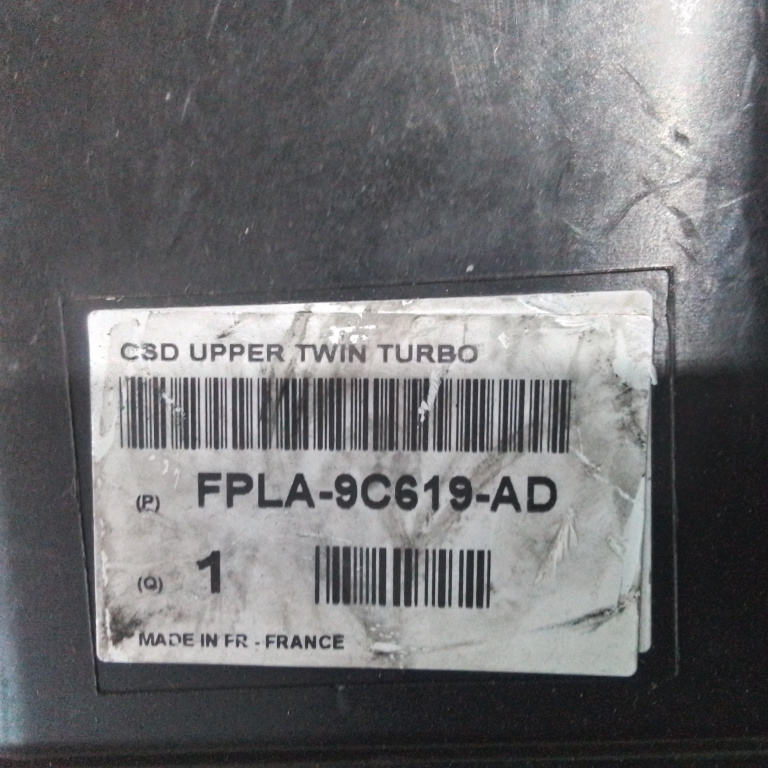 CSD UPPER TWIN TURBO
(P) FPLA-9C619-AD
(Q) 1
MADE IN FR - FRANCE